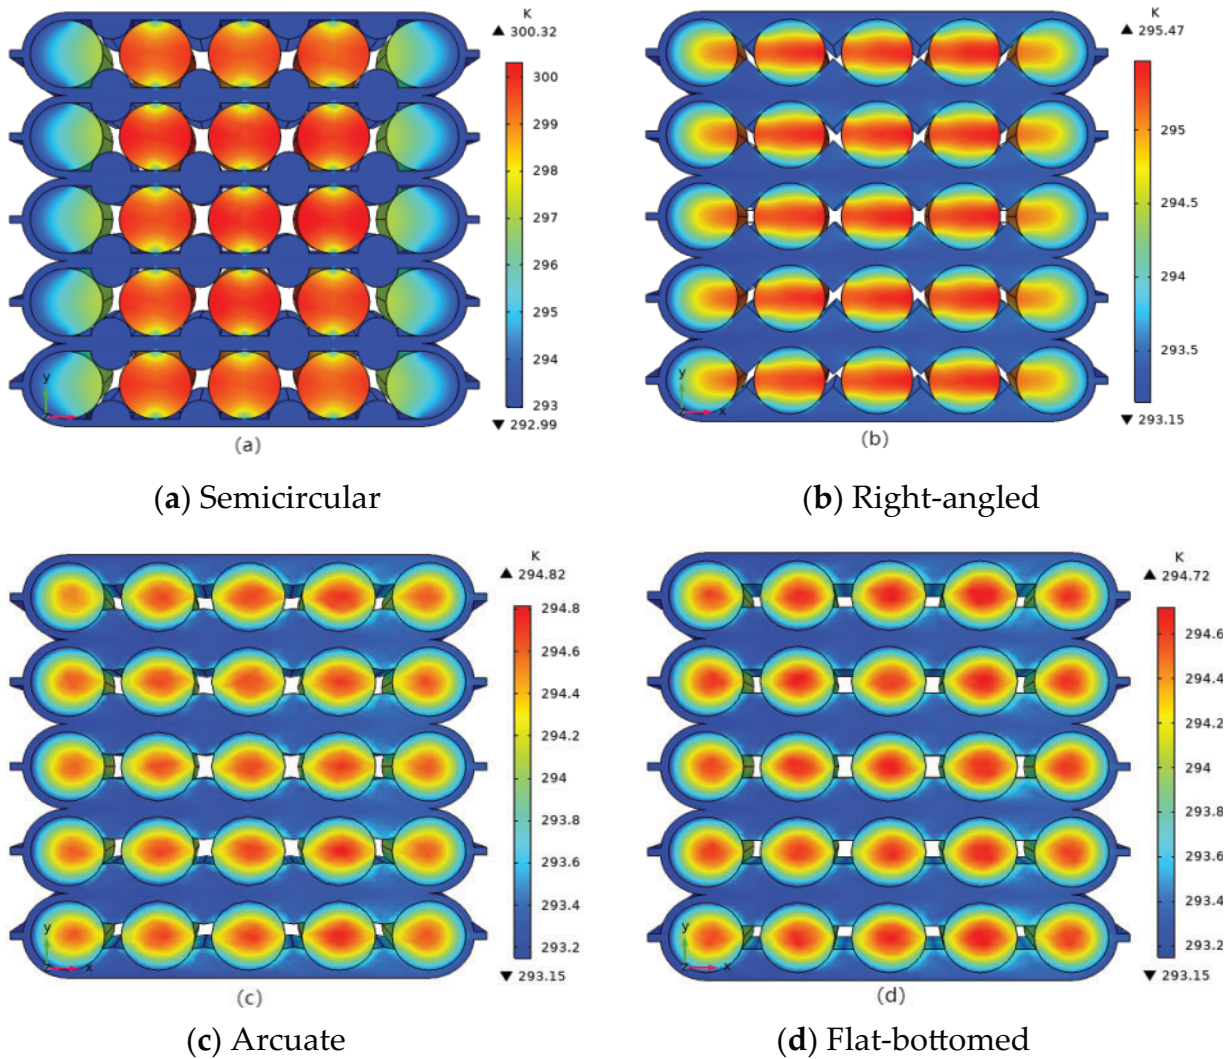 K
▲ 300.32
300
299
298
297
296
295
294
293
▼ 292.99
y
z
x
(a)
(a) Semicircular
K
▲ 295.47
295
294.5
294
293.5
▼ 293.15
y
z
x
(b)
(b) Right-angled
K
▲ 294.82
294.8
294.6
294.4
294.2
294
293.8
293.6
293.4
293.2
▼ 293.15
y
z
x
(c)
(c) Arcuate
K
▲ 294.72
294.6
294.4
294.2
294
293.8
293.6
293.4
293.2
▼ 293.15
y
z
x
(d)
(d) Flat-bottomed